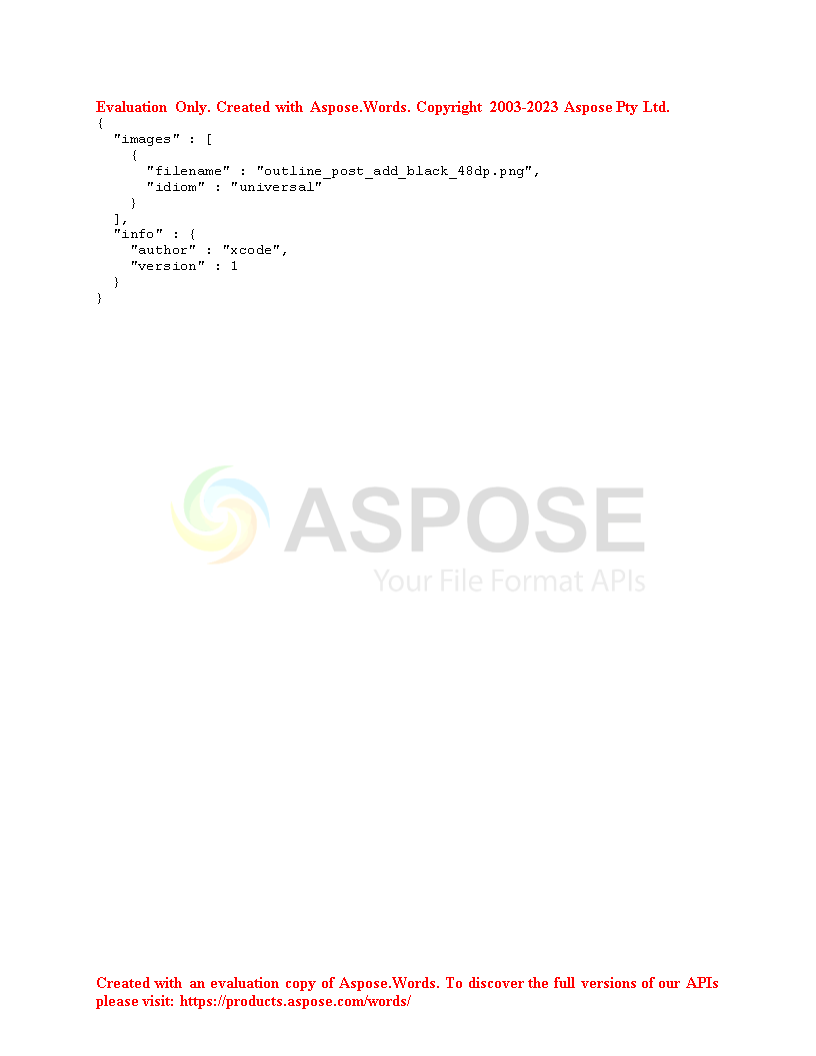 Evaluation Only. Created with Aspose.Words. Copyright 2003-2023 Aspose Pty Ltd.
{
  "images" : [
    {
      "filename" : "outline_post_add_black_48dp.png",
      "idiom" : "universal"
    }
  ],
  "info" : {
    "author" : "xcode",
    "version" : 1
  }
}
ASPOSE
Your File Format APIs
Created with an evaluation copy of Aspose.Words. To discover the full versions of our APIs
please visit: https://products.aspose.com/words/